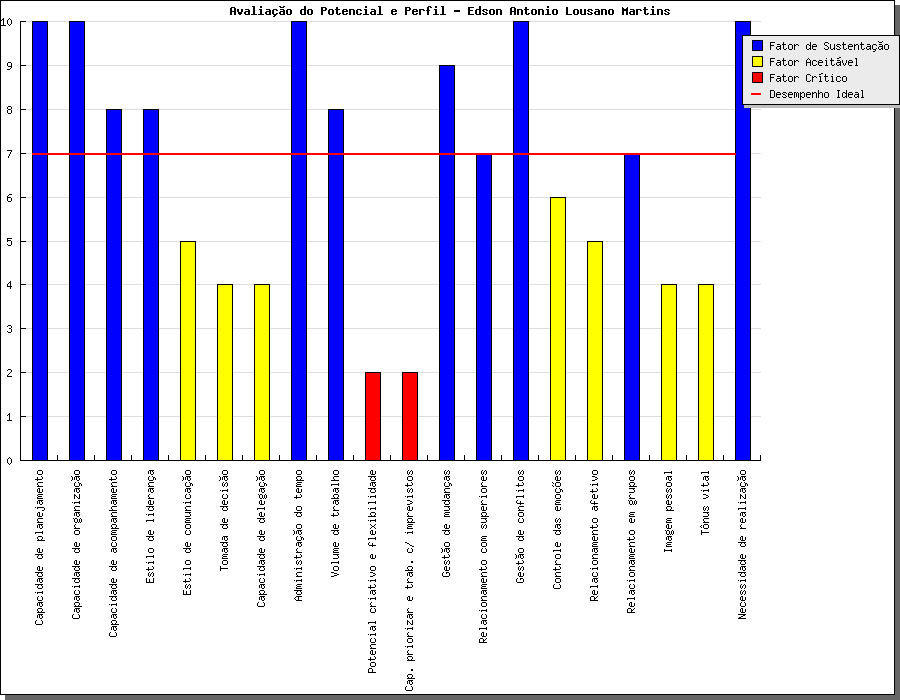 Avaliação do Potencial e Perfil - Edson Antonio Lousano Martins
10
9
8
7
6
5
4
3
2
1
0
Fator de Sustentação
Fator Aceitável
Fator Crítico
Desempenho Ideal
Capacidade de planejamento
Capacidade de organização
Capacidade de acompanhamento
Estilo de liderança
Estilo de comunicação
Tomada de decisão
Capacidade de delegação
Administração do tempo
Volume de trabalho
Potencial criativo e flexibilidade
Cap. priorizar e trab. c/ imprevistos
Gestão de mudanças
Relacionamento com superiores
Gestão de conflitos
Controle das emoções
Relacionamento afetivo
Relacionamento em grupos
Imagem pessoal
Tônus vital
Necessidade de realização